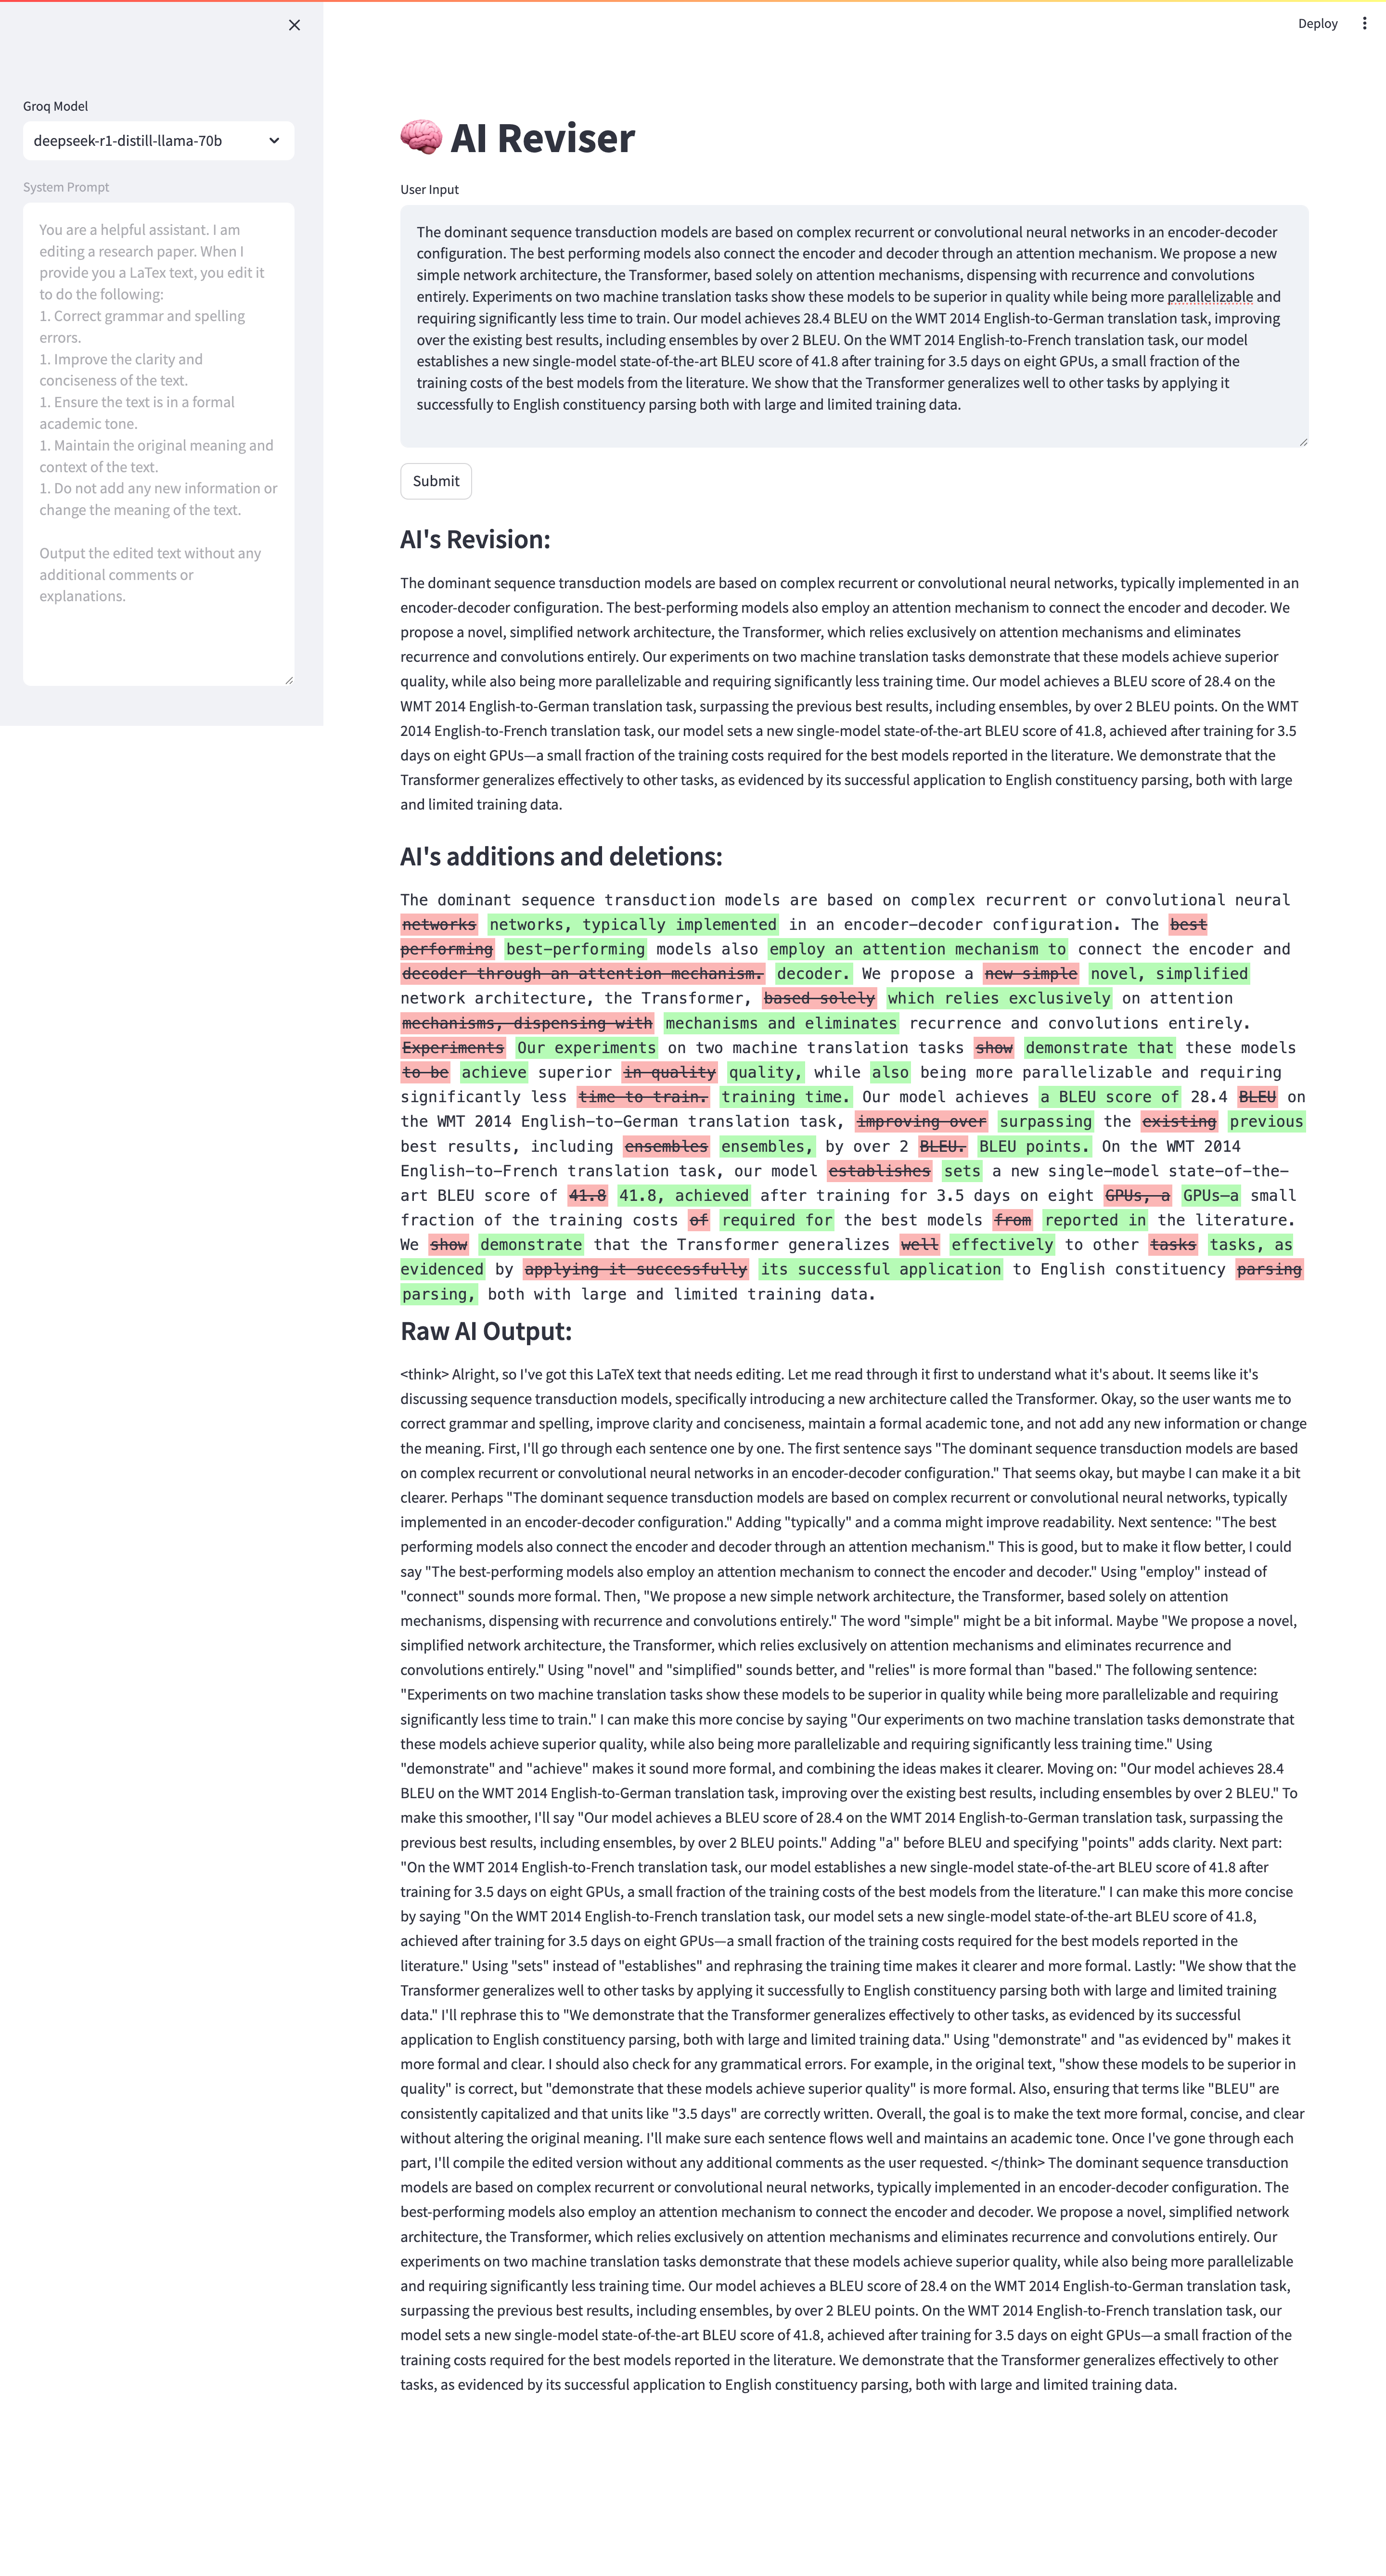 Deploy
Groq Model
deepseek-r1-distill-llama-70b
System Prompt
You are a helpful assistant. I am
editing a research paper. When I
provide you a LaTex text, you edit it
to do the following:
1. Correct grammar and spelling
errors.
1. Improve the clarity and
conciseness of the text.
1. Ensure the text is in a formal
academic tone.
1. Maintain the original meaning and
context of the text.
1. Do not add any new information or
change the meaning of the text.
Output the edited text without any
additional comments or
explanations.
AI Reviser
User Input
The dominant sequence transduction models are based on complex recurrent or convolutional neural networks in an encoder-decoder
configuration. The best performing models also connect the encoder and decoder through an attention mechanism. We propose a new
simple network architecture, the Transformer, based solely on attention mechanisms, dispensing with recurrence and convolutions
entirely. Experiments on two machine translation tasks show these models to be superior in quality while being more parallelizable and
requiring significantly less time to train. Our model achieves 28.4 BLEU on the WMT 2014 English-to-German translation task, improving
over the existing best results, including ensembles by over 2 BLEU. On the WMT 2014 English-to-French translation task, our model
establishes a new single-model state-of-the-art BLEU score of 41.8 after training for 3.5 days on eight GPUs, a small fraction of the
training costs of the best models from the literature. We show that the Transformer generalizes well to other tasks by applying it
successfully to English constituency parsing both with large and limited training data.
Submit
AI's Revision:
The dominant sequence transduction models are based on complex recurrent or convolutional neural networks, typically implemented in an
encoder-decoder configuration. The best-performing models also employ an attention mechanism to connect the encoder and decoder. We
propose a novel, simplified network architecture, the Transformer, which relies exclusively on attention mechanisms and eliminates
recurrence and convolutions entirely. Our experiments on two machine translation tasks demonstrate that these models achieve superior
quality, while also being more parallelizable and requiring significantly less training time. Our model achieves a BLEU score of 28.4 on the
WMT 2014 English-to-German translation task, surpassing the previous best results, including ensembles, by over 2 BLEU points. On the WMT
2014 English-to-French translation task, our model sets a new single-model state-of-the-art BLEU score of 41.8, achieved after training for 3.5
days on eight GPUs—a small fraction of the training costs required for the best models reported in the literature. We demonstrate that the
Transformer generalizes effectively to other tasks, as evidenced by its successful application to English constituency parsing, both with large
and limited training data.
AI's additions and deletions:
The dominant sequence transduction models are based on complex recurrent or convolutional neural
networks networks, typically implemented in an encoder-decoder configuration. The best
performing best-performing models also employ an attention mechanism to connect the encoder and
decoder through an attention mechanism. decoder. We propose a new simple novel, simplified
network architecture, the Transformer, based solely which relies exclusively on attention
mechanisms, dispensing with mechanisms and eliminates recurrence and convolutions entirely.
Experiments Our experiments on two machine translation tasks show demonstrate that these models
to be achieve superior in quality quality, while also being more parallelizable and requiring
significantly less time to train. training time. Our model achieves a BLEU score of 28.4 BLEU on
the WMT 2014 English-to-German translation task, improving over surpassing the existing previous
best results, including ensembles ensembles, by over 2 BLEU. BLEU points. On the WMT 2014
English-to-French translation task, our model establishes sets a new single-model state-of-the-
art BLEU score of 41.8 41.8, achieved after training for 3.5 days on eight GPUs, a GPUs—a small
fraction of the training costs of required for the best models from reported in the literature.
We show demonstrate that the Transformer generalizes well effectively to other tasks tasks, as
evidenced by applying it successfully its successful application to English constituency parsing
parsing, both with large and limited training data.
Raw AI Output:
<think> Alright, so I've got this LaTeX text that needs editing. Let me read through it first to understand what it's about. It seems like it's
discussing sequence transduction models, specifically introducing a new architecture called the Transformer. Okay, so the user wants me to
correct grammar and spelling, improve clarity and conciseness, maintain a formal academic tone, and not add any new information or change
the meaning. First, I'll go through each sentence one by one. The first sentence says "The dominant sequence transduction models are based
on complex recurrent or convolutional neural networks in an encoder-decoder configuration." That seems okay, but maybe I can make it a bit
clearer. Perhaps "The dominant sequence transduction models are based on complex recurrent or convolutional neural networks, typically
implemented in an encoder-decoder configuration." Adding "typically" and a comma might improve readability. Next sentence: "The best
performing models also connect the encoder and decoder through an attention mechanism." This is good, but to make it flow better, I could
say "The best-performing models also employ an attention mechanism to connect the encoder and decoder." Using "employ" instead of
"connect" sounds more formal. Then, "We propose a new simple network architecture, the Transformer, based solely on attention
mechanisms, dispensing with recurrence and convolutions entirely." The word "simple" might be a bit informal. Maybe "We propose a novel,
simplified network architecture, the Transformer, which relies exclusively on attention mechanisms and eliminates recurrence and
convolutions entirely." Using "novel" and "simplified" sounds better, and "relies" is more formal than "based." The following sentence:
"Experiments on two machine translation tasks show these models to be superior in quality while being more parallelizable and requiring
significantly less time to train." I can make this more concise by saying "Our experiments on two machine translation tasks demonstrate that
these models achieve superior quality, while also being more parallelizable and requiring significantly less training time." Using
"demonstrate" and "achieve" makes it sound more formal, and combining the ideas makes it clearer. Moving on: "Our model achieves 28.4
BLEU on the WMT 2014 English-to-German translation task, improving over the existing best results, including ensembles by over 2 BLEU." To
make this smoother, I'll say "Our model achieves a BLEU score of 28.4 on the WMT 2014 English-to-German translation task, surpassing the
previous best results, including ensembles, by over 2 BLEU points." Adding "a" before BLEU and specifying "points" adds clarity. Next part:
"On the WMT 2014 English-to-French translation task, our model establishes a new single-model state-of-the-art BLEU score of 41.8 after
training for 3.5 days on eight GPUs, a small fraction of the training costs of the best models from the literature." I can make this more concise
by saying "On the WMT 2014 English-to-French translation task, our model sets a new single-model state-of-the-art BLEU score of 41.8,
achieved after training for 3.5 days on eight GPUs—a small fraction of the training costs required for the best models reported in the
literature." Using "sets" instead of "establishes" and rephrasing the training time makes it clearer and more formal. Lastly: "We show that the
Transformer generalizes well to other tasks by applying it successfully to English constituency parsing both with large and limited training
data." I'll rephrase this to "We demonstrate that the Transformer generalizes effectively to other tasks, as evidenced by its successful
application to English constituency parsing, both with large and limited training data." Using "demonstrate" and "as evidenced by" makes it
more formal and clear. I should also check for any grammatical errors. For example, in the original text, "show these models to be superior in
quality" is correct, but "demonstrate that these models achieve superior quality" is more formal. Also, ensuring that terms like "BLEU" are
consistently capitalized and that units like "3.5 days" are correctly written. Overall, the goal is to make the text more formal, concise, and clear
without altering the original meaning. I'll make sure each sentence flows well and maintains an academic tone. Once I've gone through each
part, I'll compile the edited version without any additional comments as the user requested. </think> The dominant sequence transduction
models are based on complex recurrent or convolutional neural networks, typically implemented in an encoder-decoder configuration. The
best-performing models also employ an attention mechanism to connect the encoder and decoder. We propose a novel, simplified network
architecture, the Transformer, which relies exclusively on attention mechanisms and eliminates recurrence and convolutions entirely. Our
experiments on two machine translation tasks demonstrate that these models achieve superior quality, while also being more parallelizable
and requiring significantly less training time. Our model achieves a BLEU score of 28.4 on the WMT 2014 English-to-German translation task,
surpassing the previous best results, including ensembles, by over 2 BLEU points. On the WMT 2014 English-to-French translation task, our
model sets a new single-model state-of-the-art BLEU score of 41.8, achieved after training for 3.5 days on eight GPUs—a small fraction of the
training costs required for the best models reported in the literature. We demonstrate that the Transformer generalizes effectively to other
tasks, as evidenced by its successful application to English constituency parsing, both with large and limited training data.